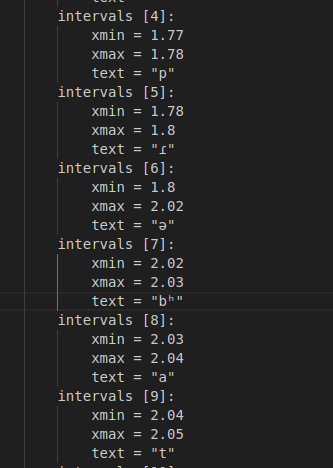 intervals [4]:
xmin = 1.77
xmax = 1.78
text = "p"
intervals [5]:
xmin = 1.78
xmax = 1.8
text = "ɾ"
intervals [6]:
xmin = 1.8
xmax = 2.02
text = "ə"
intervals [7]:
xmin = 2.02
xmax = 2.03
text = "bʰ"
intervals [8]:
xmin = 2.03
xmax = 2.04
text = "a"
intervals [9]:
xmin = 2.04
xmax = 2.05
text = "t"